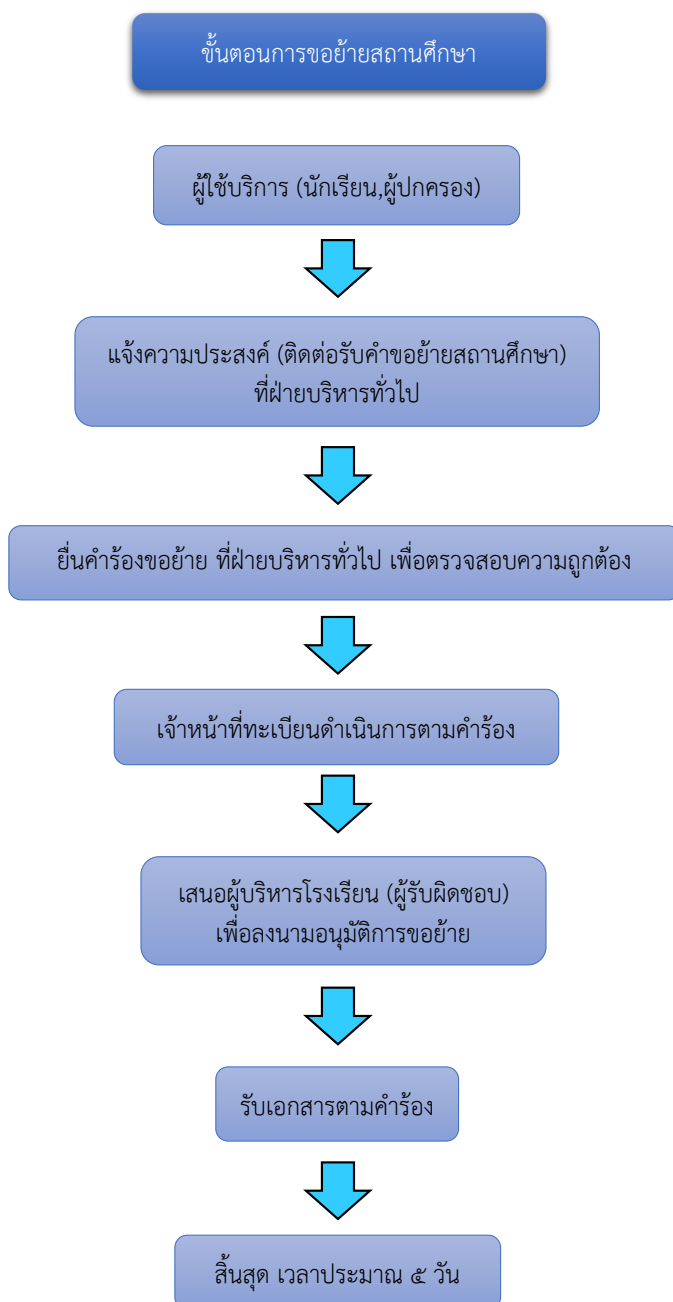 ขั้นตอนการขอย้ายสถานศึกษา
ผู้ใช้บริการ (นักเรียน,ผู้ปกครอง)
แจ้งความประสงค์ (ติดต่อรับคำขอย้ายสถานศึกษา)
ที่ฝ่ายบริหารทั่วไป
ยื่นคำร้องขอย้าย ที่ฝ่ายบริหารทั่วไป เพื่อตรวจสอบความถูกต้อง
เจ้าหน้าที่ทะเบียนดำเนินการตามคำร้อง
เสนอผู้บริหารโรงเรียน (ผู้รับผิดชอบ)
เพื่อลงนามอนุมัติการขอย้าย
รับเอกสารตามคำร้อง
สิ้นสุด เวลาประมาณ ๕ วัน